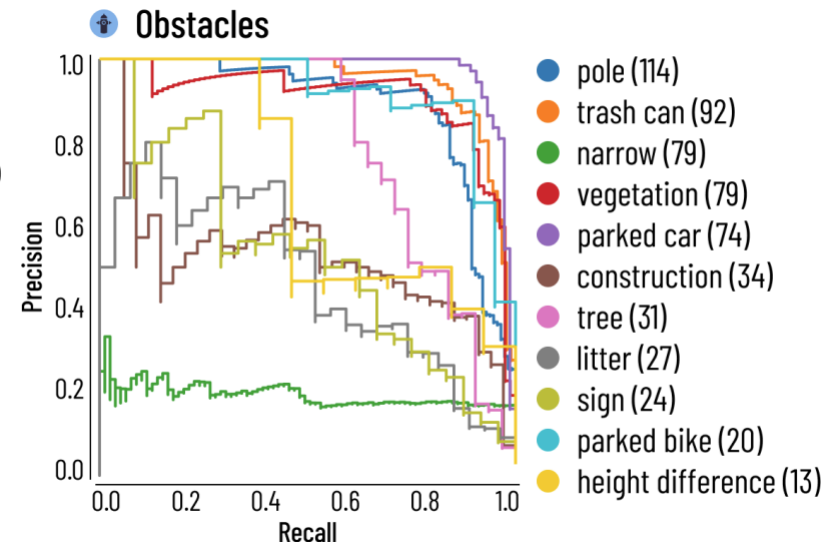 Obstacles
1.0
0.8
0.6
0.4
0.2
0.0
Precision
0.0 0.2 0.4 0.6 0.8 1.0
Recall
pole (114)
trash can (92)
narrow (79)
vegetation (79)
parked car (74)
construction (34)
tree (31)
litter (27)
sign (24)
parked bike (20)
height difference (13)